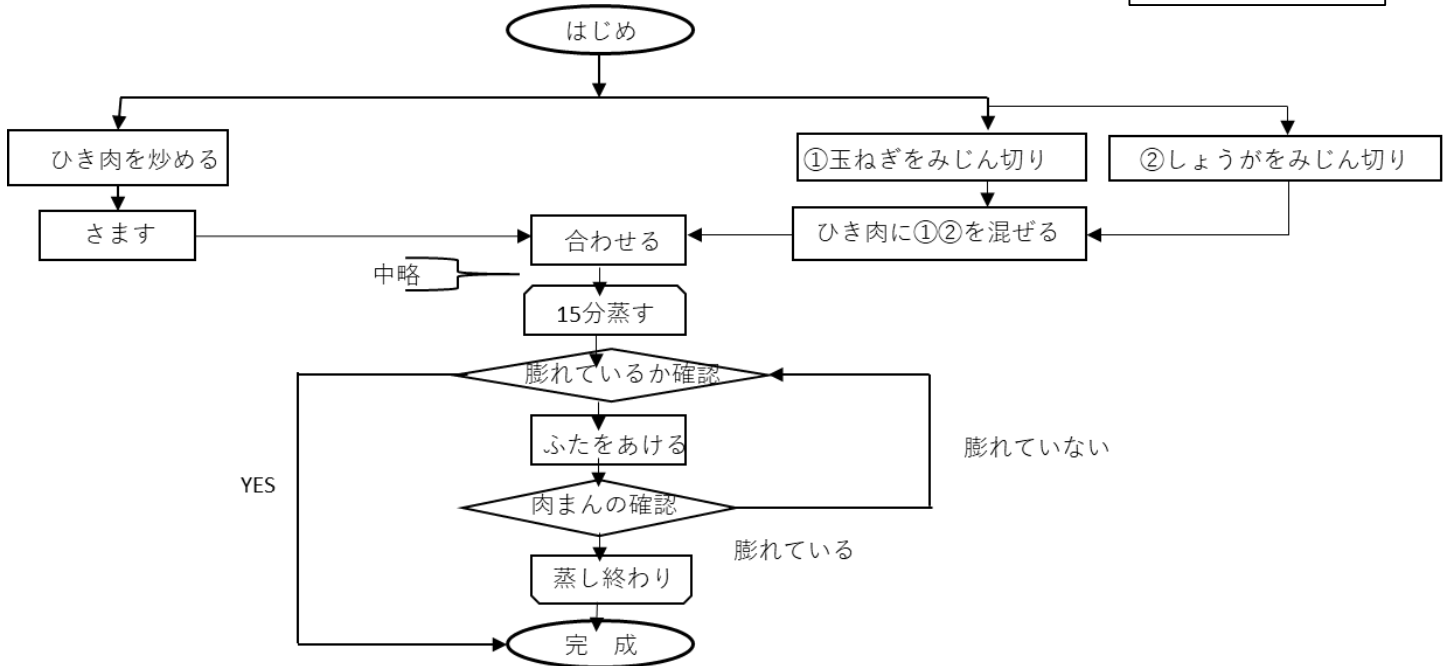 はじめ
ひき肉を炒める
①玉ねぎをみじん切り
②しょうがをみじん切り
さます
合わせる
ひき肉に①②を混ぜる
中略
15分蒸す
膨れているか確認
ふたをあける
膨れていない
YES
肉まんの確認
膨れている
蒸し終わり
完　成